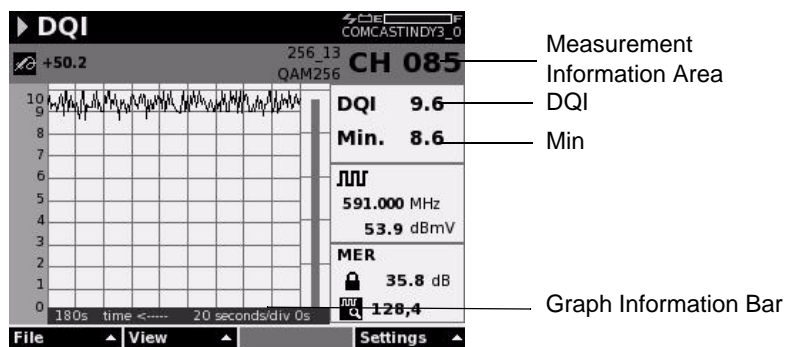 DQI
E F
COMCASTINDY3_0
+50.2
256_13
QAM256
CH 085
Measurement
Information Area
10
9
8
7
6
5
4
3
2
1
0
DQI 9.6
DQI
Min. 8.6
Min
591.000 MHz
53.9 dBmV
MER
35.8 dB
128,4
Graph Information Bar
180s time <----- 20 seconds/div 0s
File View Settings